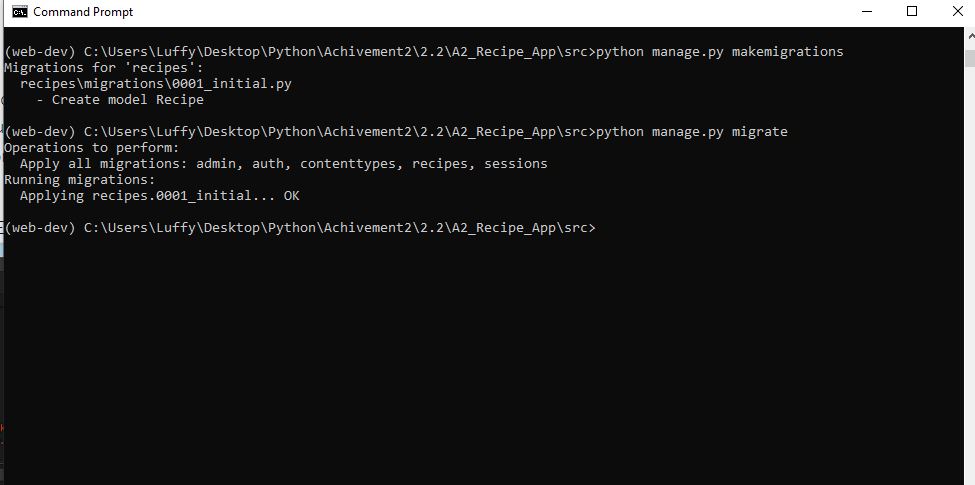 Command Prompt
(web-dev) C:\Users\Luffy\Desktop\Python\Achivement2\2.2\A2_Recipe_App\src>python manage.py makemigrations
Migrations for 'recipes':
  recipes\migrations\0001_initial.py
    - Create model Recipe
(web-dev) C:\Users\Luffy\Desktop\Python\Achivement2\2.2\A2_Recipe_App\src>python manage.py migrate
Operations to perform:
  Apply all migrations: admin, auth, contenttypes, recipes, sessions
Running migrations:
  Applying recipes.0001_initial... OK
(web-dev) C:\Users\Luffy\Desktop\Python\Achivement2\2.2\A2_Recipe_App\src>